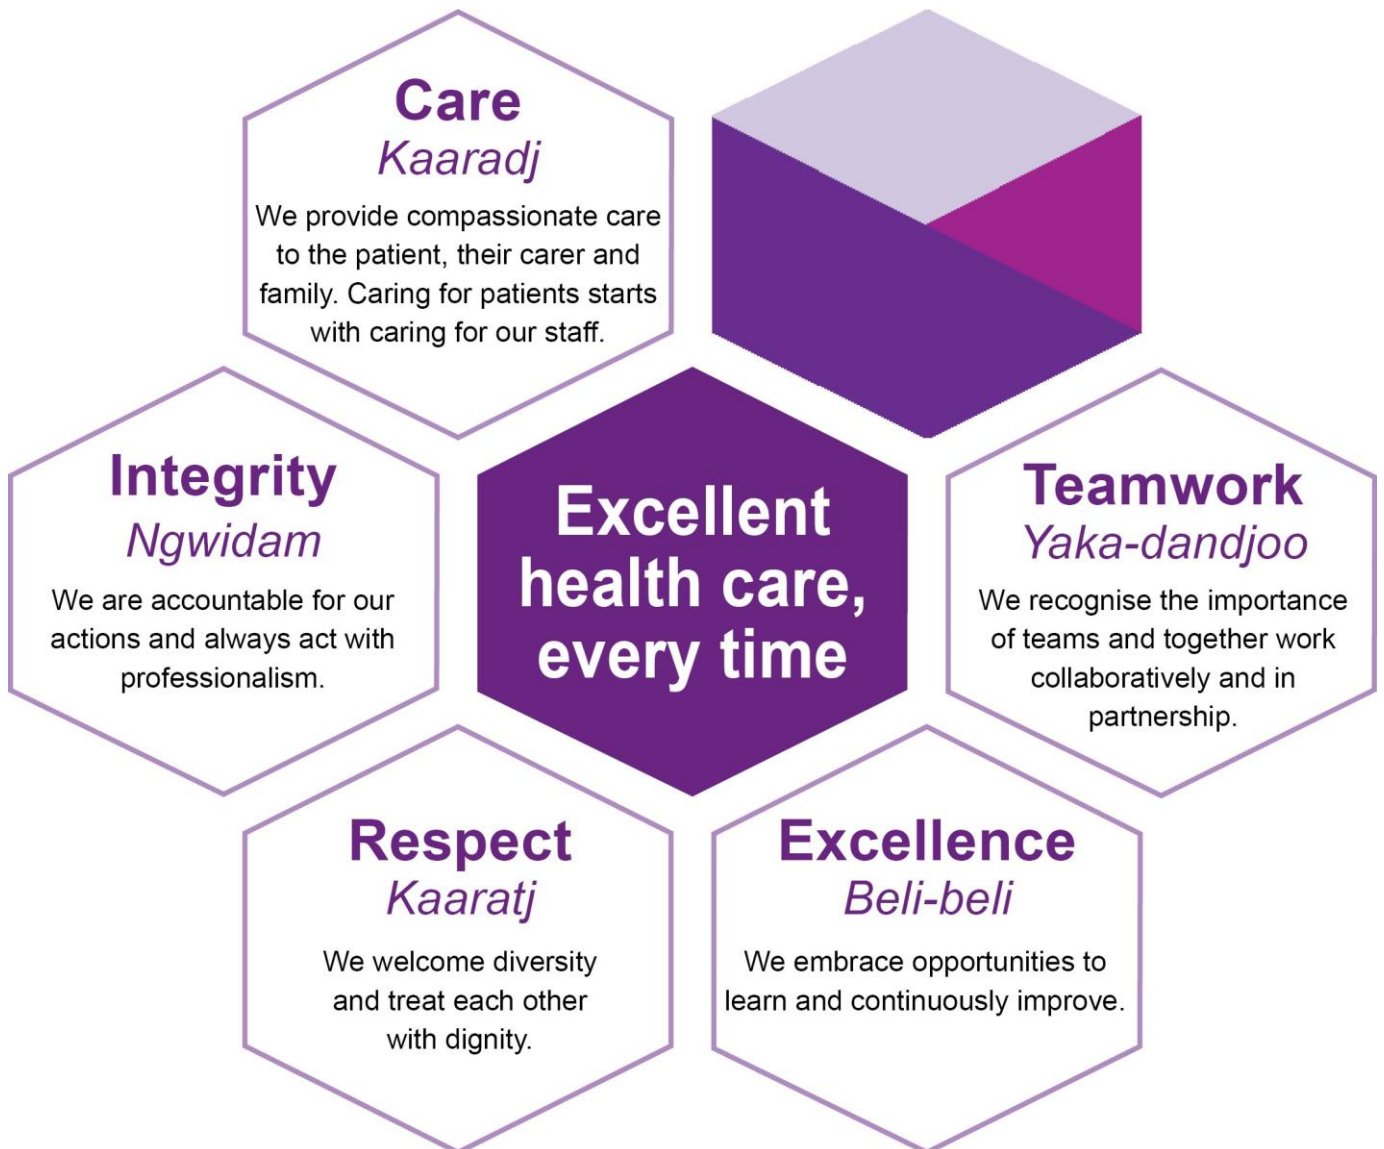 Care
Kaaradj
We provide compassionate care
to the patient, their carer and
family. Caring for patients starts
with caring for our staff.
Integrity
Ngwidam
We are accountable for our
actions and always act with
professionalism.
Excellent
health care,
every time
Teamwork
Yaka-dandjoo
We recognise the importance
of teams and together work
collaboratively and in
partnership.
Respect
Kaaratj
We welcome diversity
and treat each other
with dignity.
Excellence
Beli-beli
We embrace opportunities to
learn and continuously improve.